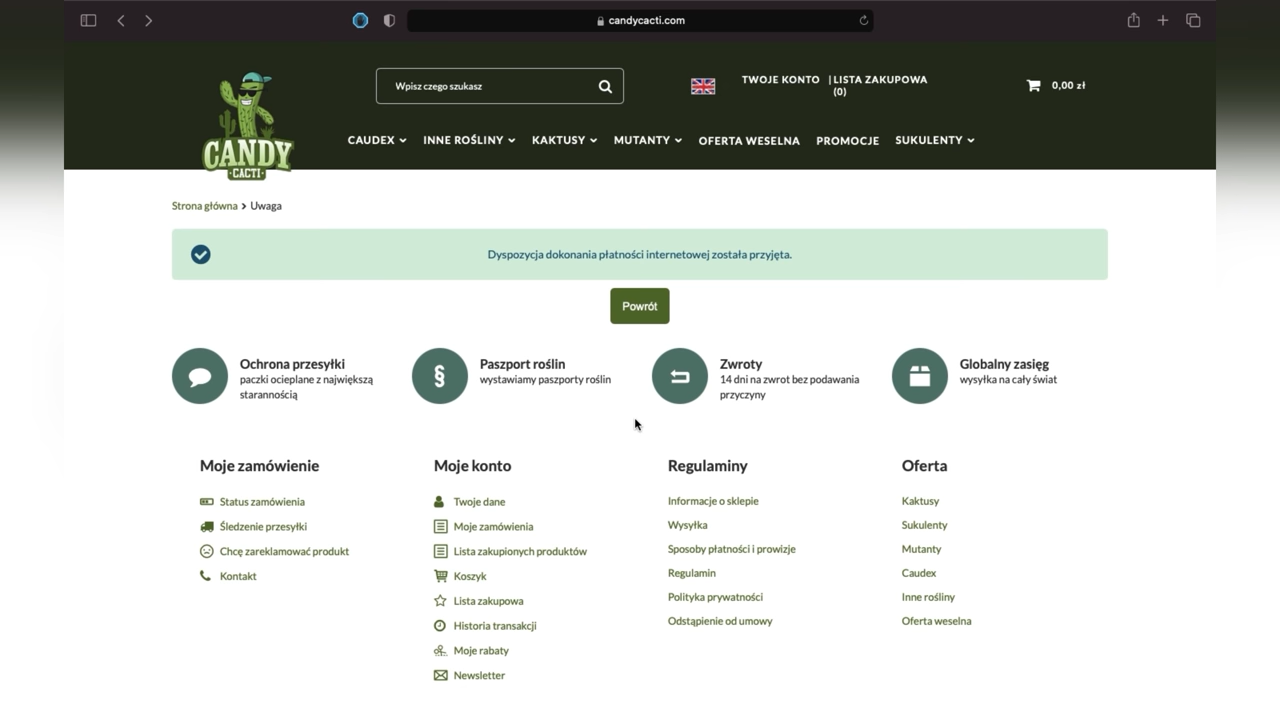 candycacti.com
CANDY
CACTI
Wpisz czego szukasz
TWOJE KONTO | LISTA ZAKUPOWA
(0)
0,00 zł
CAUDEX INNE ROŚLINY KAKTUSY MUTANTY OFERTA WESELNA PROMOCJE SUKULENTY
Strona główna > Uwaga
Dyspozycja dokonania płatności internetowej została przyjęta.
Powrót
Ochrona przesyłki
paczki ocieplane z największą
starannością
§
Paszport roślin
wystawiamy paszporty roślin
Zwroty
14 dni na zwrot bez podawania
przyczyny
Globalny zasięg
wysyłka na cały świat
Moje zamówienie
Status zamówienia
Śledzenie przesyłki
Chcę zareklamować produkt
Kontakt
Moje konto
Twoje dane
Moje zamówienia
Lista zakupionych produktów
Koszyk
Lista zakupowa
Historia transakcji
Moje rabaty
Newsletter
Regulaminy
Informacje o sklepie
Wysyłka
Sposoby płatności i prowizje
Regulamin
Polityka prywatności
Odstąpienie od umowy
Oferta
Kaktusy
Sukulenty
Mutanty
Caudex
Inne rośliny
Oferta weselna